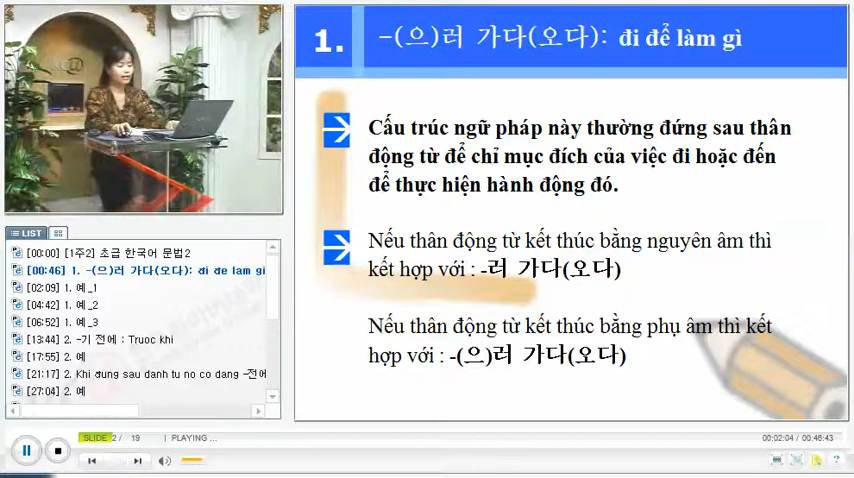 1. -(으)러 가다(오다): đi để làm gì
Cấu trúc ngữ pháp này thường đứng sau thân
động từ để chỉ mục đích của việc đi hoặc đến
để thực hiện hành động đó.
Nếu thân động từ kết thúc bằng nguyên âm thì
kết hợp với : -러 가다(오다)
Nếu thân động từ kết thúc bằng phụ âm thì kết
hợp với : -(으)러 가다(오다)
LIST
[00:00] [1주2] 초급 한국어 문법2
[00:46] 1. -(으)러 가다(오다): đi đe lam gi
[02:09] 1. 예_1
[04:42] 1. 예_2
[06:52] 1. 예_3
[13:44] 2. -기 전에 : Truoc khi
[17:55] 2. 예
[21:17] 2. Khi dung sau danh tu no co dang -전에
[27:04] 2. 예
SLIDE 2 / 19 | PLAYING ... 00:02:04 / 00:46:43